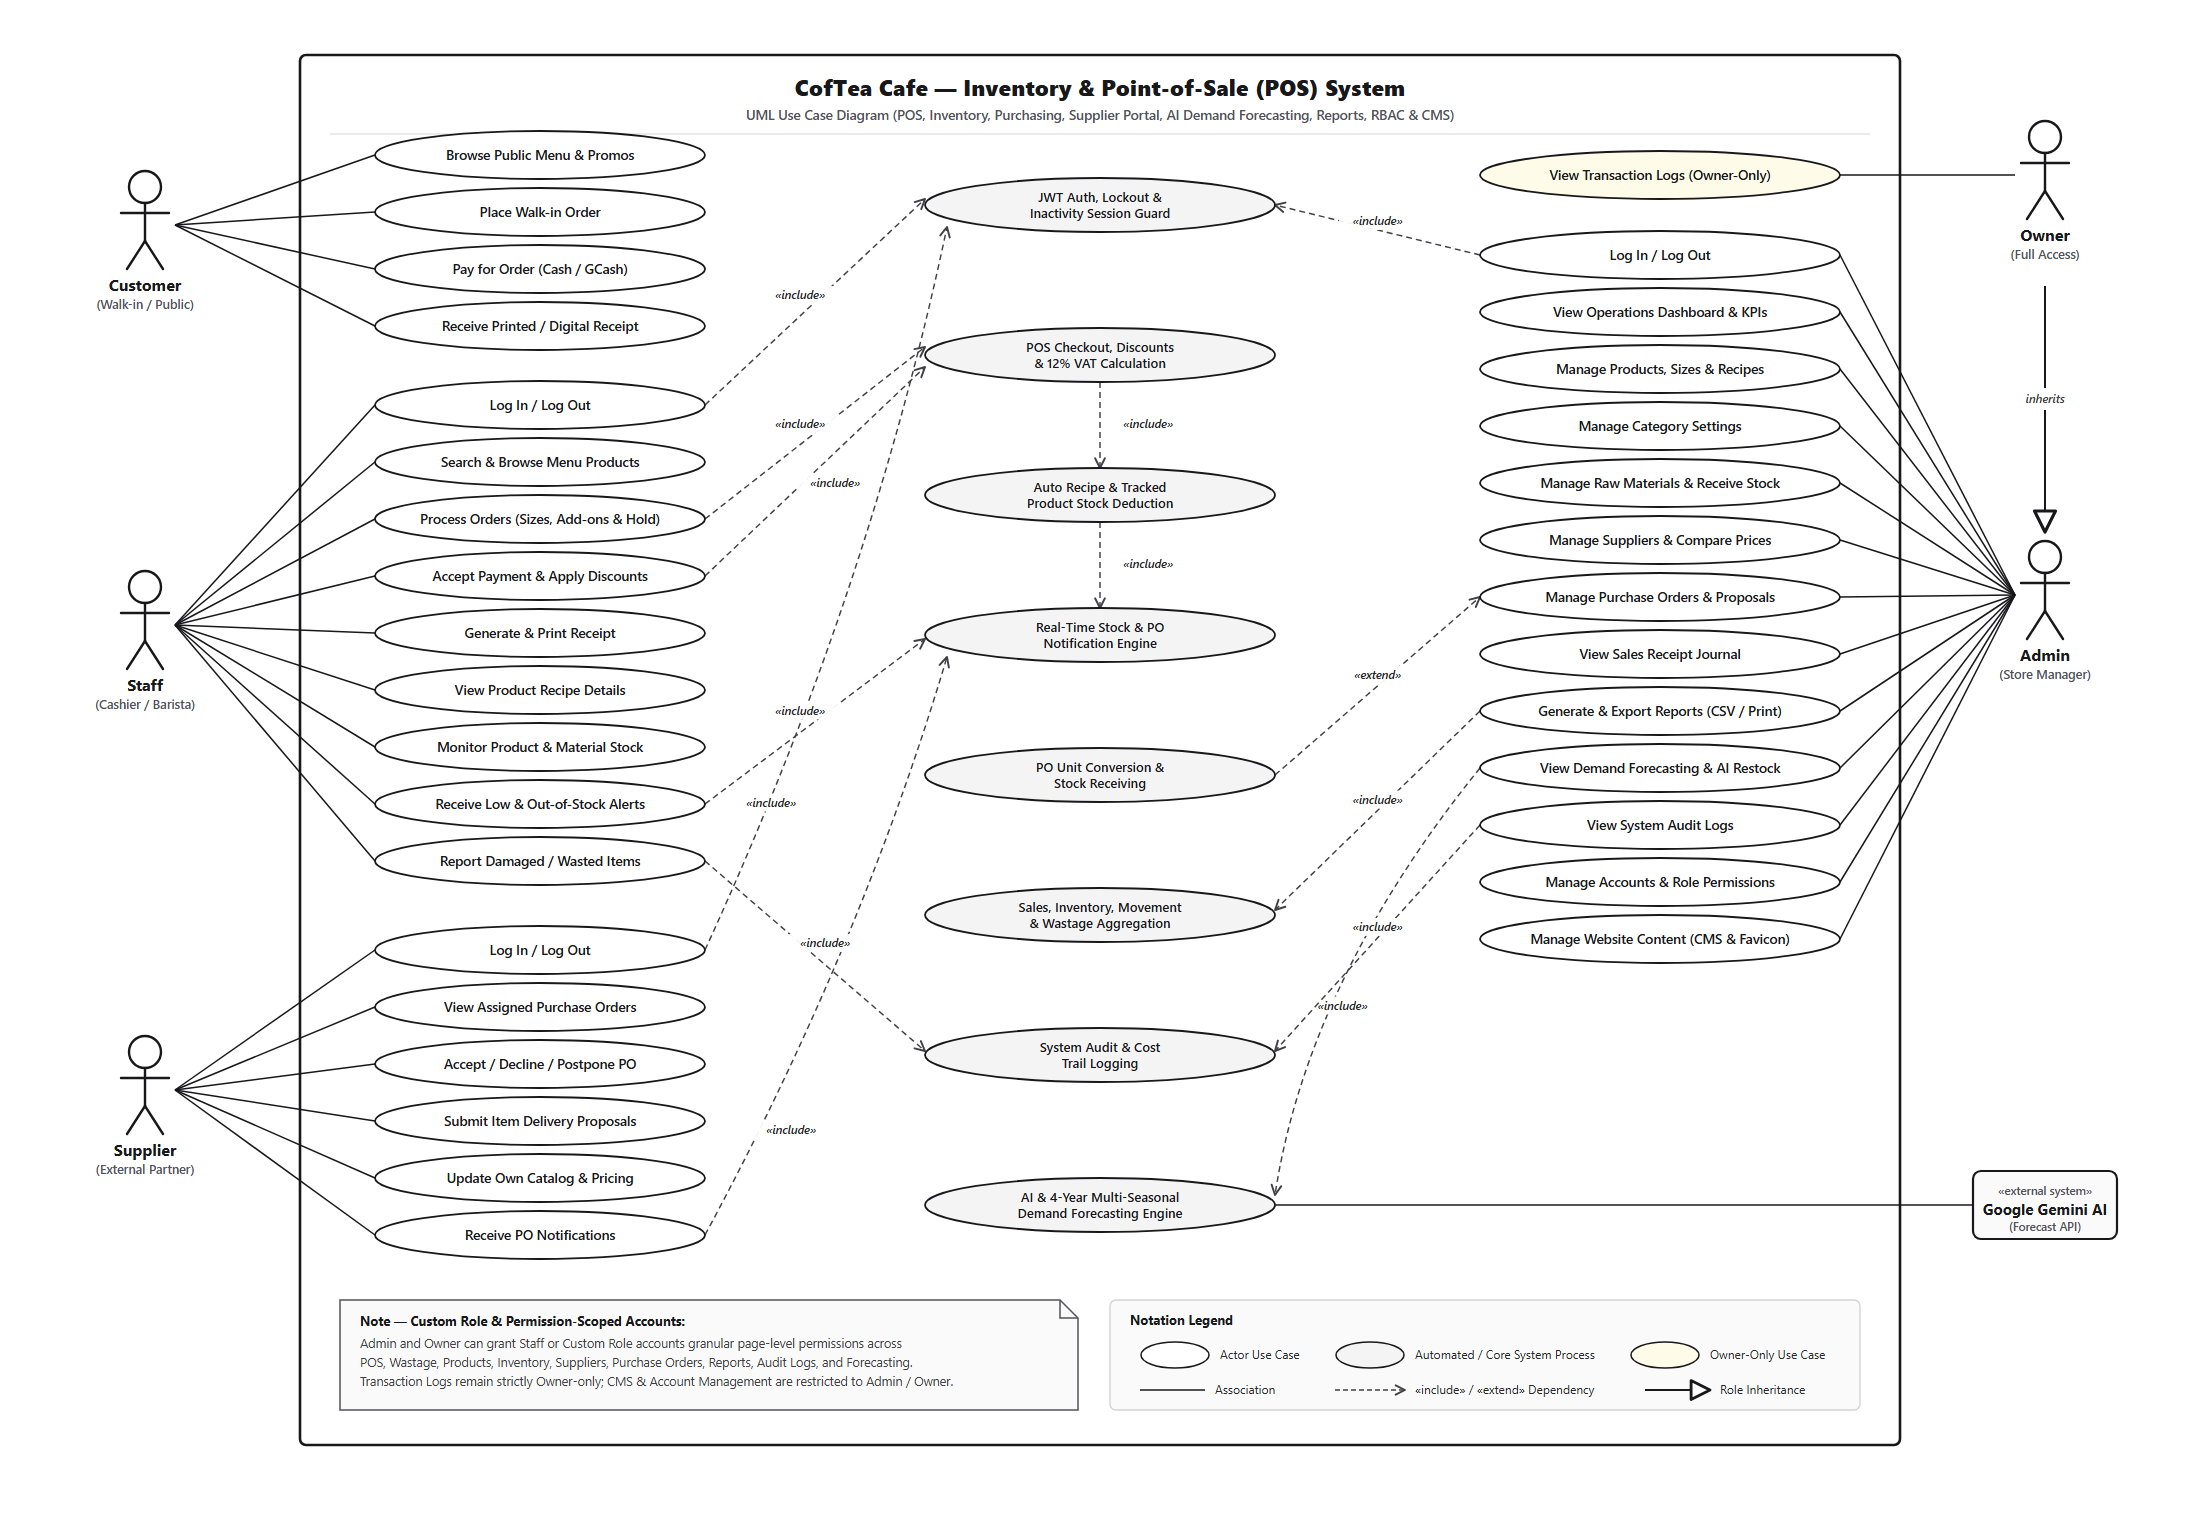 CofTea Cafe — Inventory & Point-of-Sale (POS) System
UML Use Case Diagram (POS, Inventory, Purchasing, Supplier Portal, AI Demand Forecasting, Reports, RBAC & CMS)
Customer
(Walk-in / Public)
Browse Public Menu & Promos
Place Walk-in Order
Pay for Order (Cash / GCash)
Receive Printed / Digital Receipt
Staff
(Cashier / Barista)
Log In / Log Out
Search & Browse Menu Products
Process Orders (Sizes, Add-ons & Hold)
Accept Payment & Apply Discounts
Generate & Print Receipt
View Product Recipe Details
Monitor Product & Material Stock
Receive Low & Out-of-Stock Alerts
Report Damaged / Wasted Items
Supplier
(External Partner)
Log In / Log Out
View Assigned Purchase Orders
Accept / Decline / Postpone PO
Submit Item Delivery Proposals
Update Own Catalog & Pricing
Receive PO Notifications
«include»
«include»
«include»
«include»
«include»
«include»
«include»
JWT Auth, Lockout &
Inactivity Session Guard
POS Checkout, Discounts
& 12% VAT Calculation
«include»
Auto Recipe & Tracked
Product Stock Deduction
«include»
Real-Time Stock & PO
Notification Engine
PO Unit Conversion &
Stock Receiving
Sales, Inventory, Movement
& Wastage Aggregation
System Audit & Cost
Trail Logging
AI & 4-Year Multi-Seasonal
Demand Forecasting Engine
«include»
«extend»
«include»
«include»
«include»
View Transaction Logs (Owner-Only)
Log In / Log Out
View Operations Dashboard & KPIs
Manage Products, Sizes & Recipes
Manage Category Settings
Manage Raw Materials & Receive Stock
Manage Suppliers & Compare Prices
Manage Purchase Orders & Proposals
View Sales Receipt Journal
Generate & Export Reports (CSV / Print)
View Demand Forecasting & AI Restock
View System Audit Logs
Manage Accounts & Role Permissions
Manage Website Content (CMS & Favicon)
Owner
(Full Access)
inherits
Admin
(Store Manager)
«external system»
Google Gemini AI
(Forecast API)
Note — Custom Role & Permission-Scoped Accounts:
Admin and Owner can grant Staff or Custom Role accounts granular page-level permissions across
POS, Wastage, Products, Inventory, Suppliers, Purchase Orders, Reports, Audit Logs, and Forecasting.
Transaction Logs remain strictly Owner-only; CMS & Account Management are restricted to Admin / Owner.
Notation Legend
Actor Use Case
Automated / Core System Process
Owner-Only Use Case
Association
«include» / «extend» Dependency
Role Inheritance